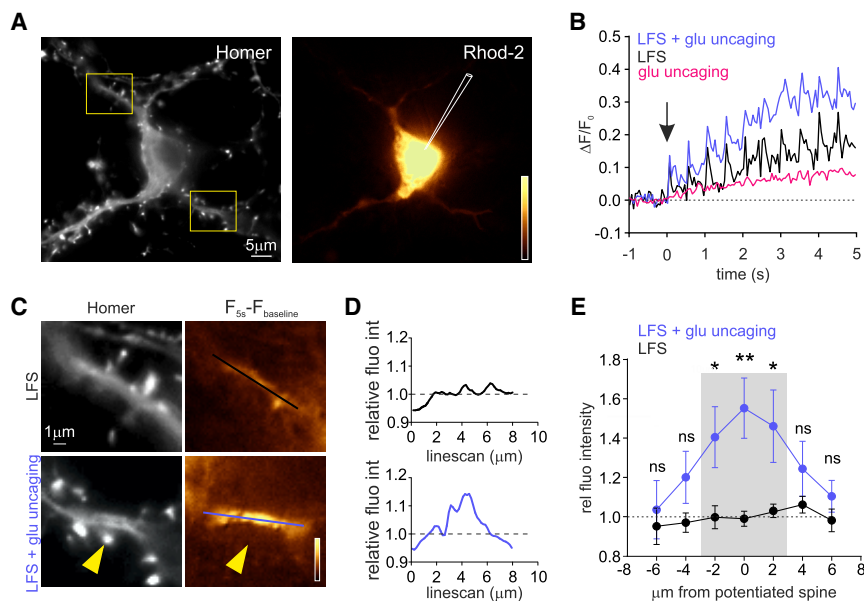 A
Homer
5μm
Rhod-2
B
LFS + glu uncaging
LFS
glu uncaging
ΔF/F₀
0.5
0.4
0.3
0.2
0.1
0.0
-0.1
-1 0 1 2 3 4 5
time (s)
C
Homer
F5s-Fbaseline
LFS
1μm
LFS + glu uncaging
D
relative fluo int
1.2
1.1
1.0
0.9
0 2 4 6 8 10
linescan (μm)
relative fluo int
1.2
1.1
1.0
0.9
0 2 4 6 8 10
linescan (μm)
E
LFS + glu uncaging
LFS
rel fluo intensity
1.8
1.6
1.4
1.2
1.0
0.8
ns ns * ** * ns ns
-8 -6 -4 -2 0 2 4 6 8
μm from potentiated spine